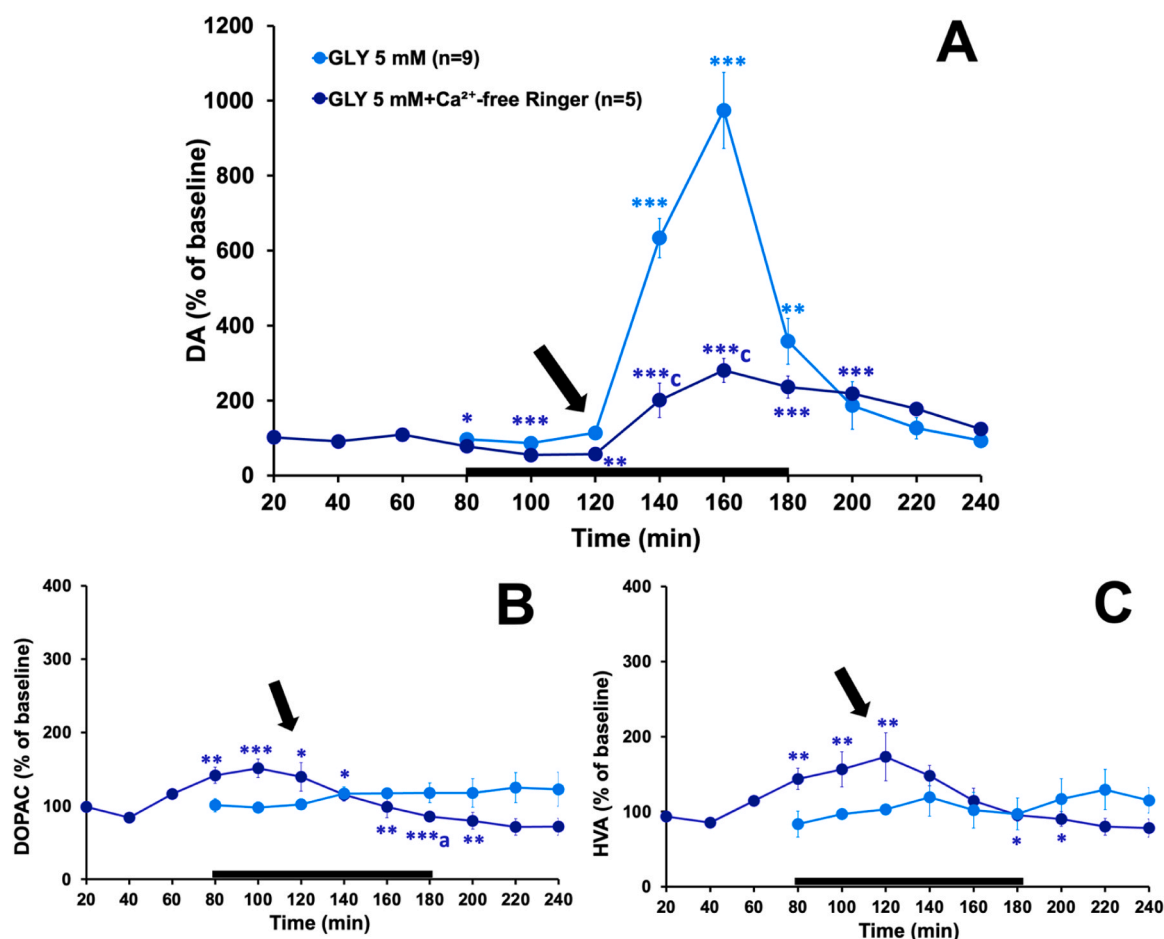 A
GLY 5 mM (n=9)
GLY 5 mM+Ca²⁺-free Ringer (n=5)
DA (% of baseline)
1200
1000
800
600
400
200
0
***
***
**
***c
***c
***
***
*
***
**
20 40 60 80 100 120 140 160 180 200 220 240
Time (min)
B
DOPAC (% of baseline)
400
300
200
100
0
** *** * *
** ***a **
20 40 60 80 100 120 140 160 180 200 220 240
Time (min)
C
HVA (% of baseline)
400
300
200
100
0
** ** **
* *
20 40 60 80 100 120 140 160 180 200 220 240
Time (min)